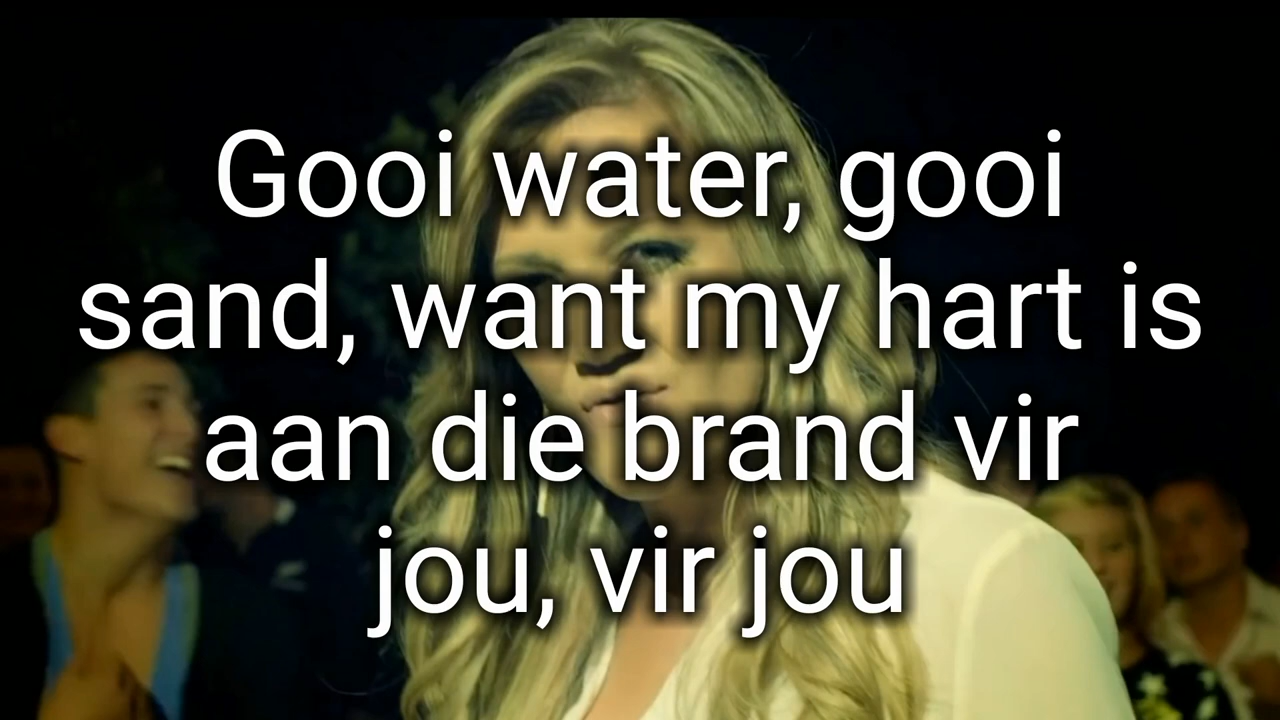 Gooi water, gooi
sand, want my hart is
aan die brand vir
jou, vir jou